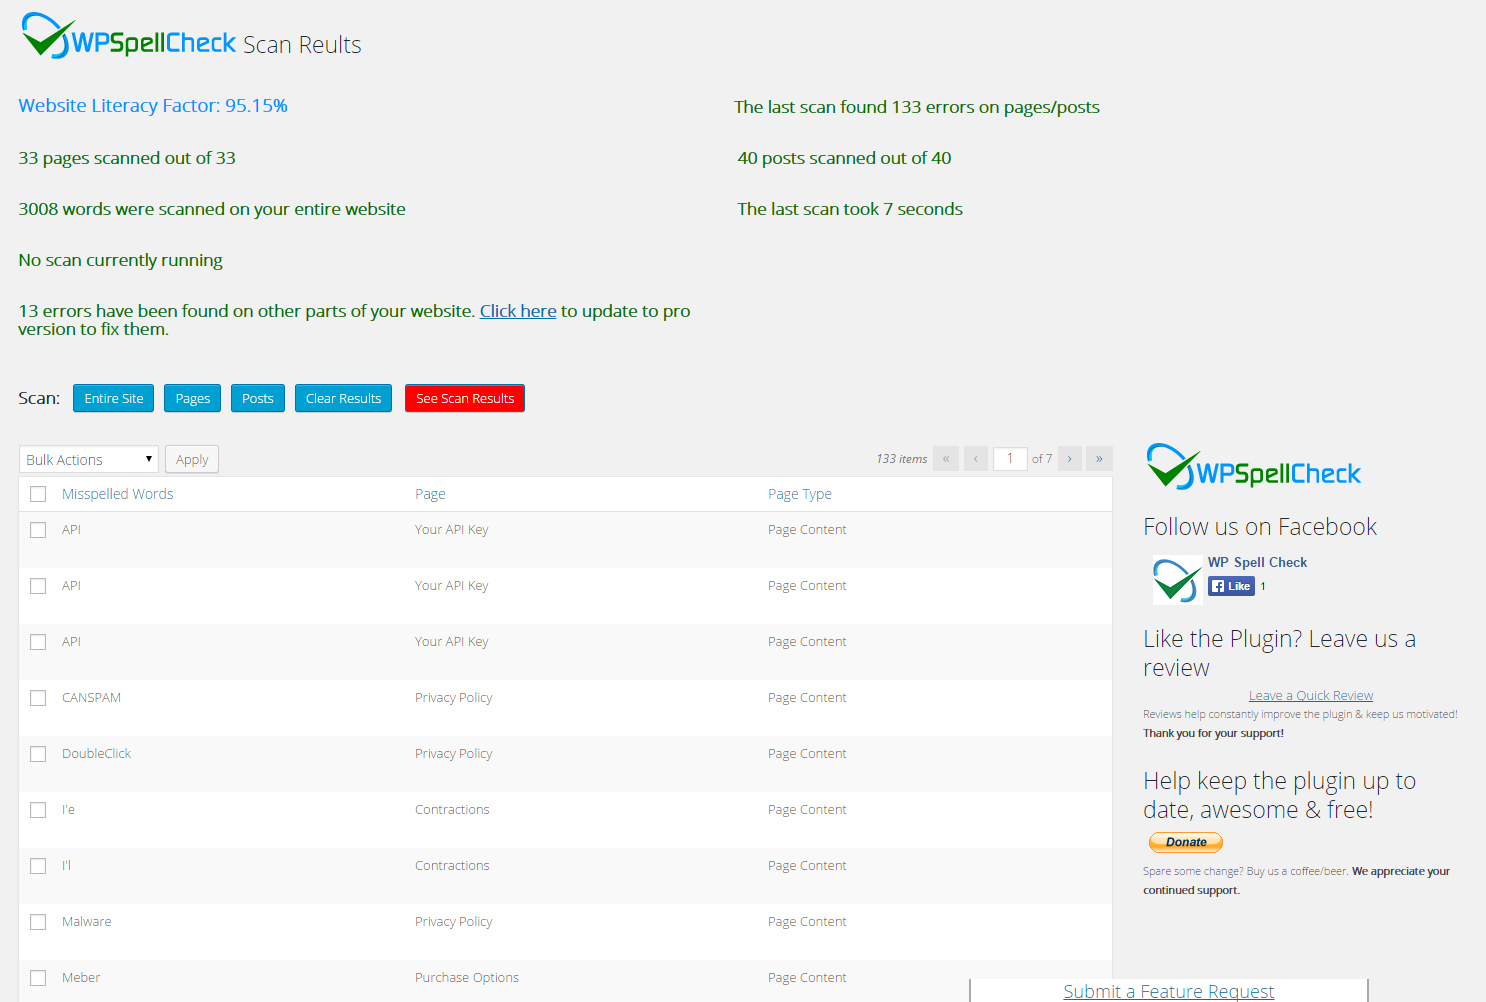 WPSpellCheck Scan Reults
Website Literacy Factor: 95.15%
The last scan found 133 errors on pages/posts
33 pages scanned out of 33
40 posts scanned out of 40
3008 words were scanned on your entire website
The last scan took 7 seconds
No scan currently running
13 errors have been found on other parts of your website. Click here to update to pro
version to fix them.
Scan: Entire Site Pages Posts Clear Results See Scan Results
Bulk Actions Apply
133 items « ‹ 1 of 7 › »
Misspelled Words Page Page Type
API Your API Key Page Content
API Your API Key Page Content
API Your API Key Page Content
CANSPAM Privacy Policy Page Content
DoubleClick Privacy Policy Page Content
I'e Contractions Page Content
I'l Contractions Page Content
Malware Privacy Policy Page Content
Meber Purchase Options Page Content
WPSpellCheck
Follow us on Facebook
WP Spell Check
Like 1
Like the Plugin? Leave us a
review
Leave a Quick Review
Reviews help constantly improve the plugin & keep us motivated!
Thank you for your support!
Help keep the plugin up to
date, awesome & free!
Donate
Spare some change? Buy us a coffee/beer. We appreciate your
continued support.
Submit a Feature Request